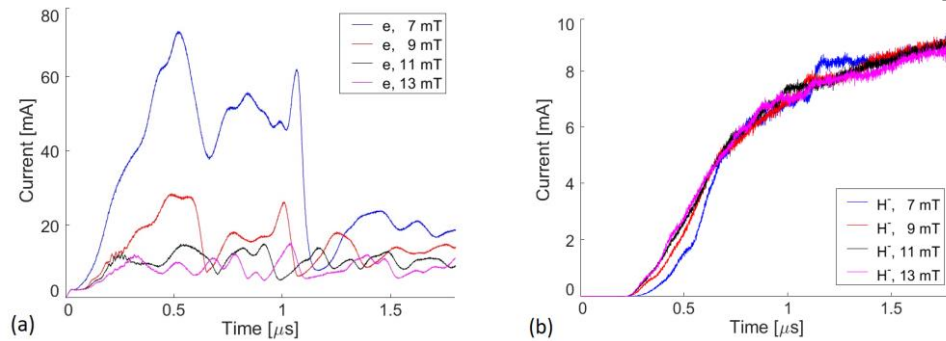 80
60
40
20
0
Current [mA]
e, 7 mT
e, 9 mT
e, 11 mT
e, 13 mT
0
0.5
1
1.5
Time [μs]
(a)
10
8
6
4
2
0
Current [mA]
H⁻, 7 mT
H⁻, 9 mT
H⁻, 11 mT
H⁻, 13 mT
0
0.5
1
1.5
Time [μs]
(b)